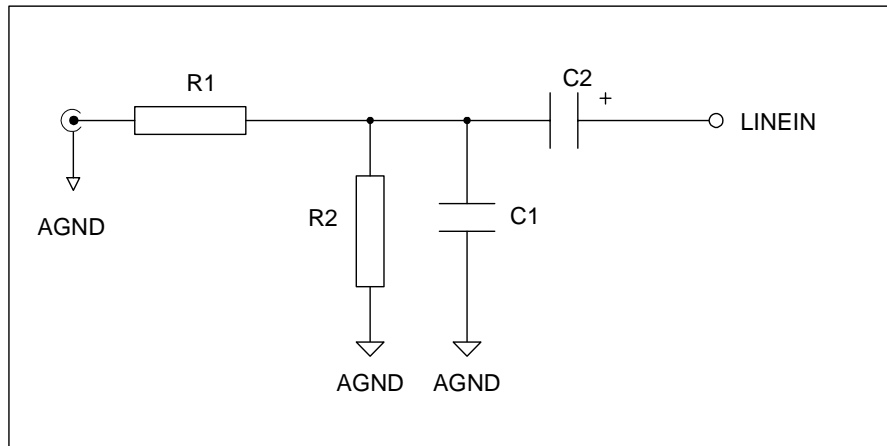 R1
C2
+
LINEIN
AGND
R2
C1
AGND
AGND